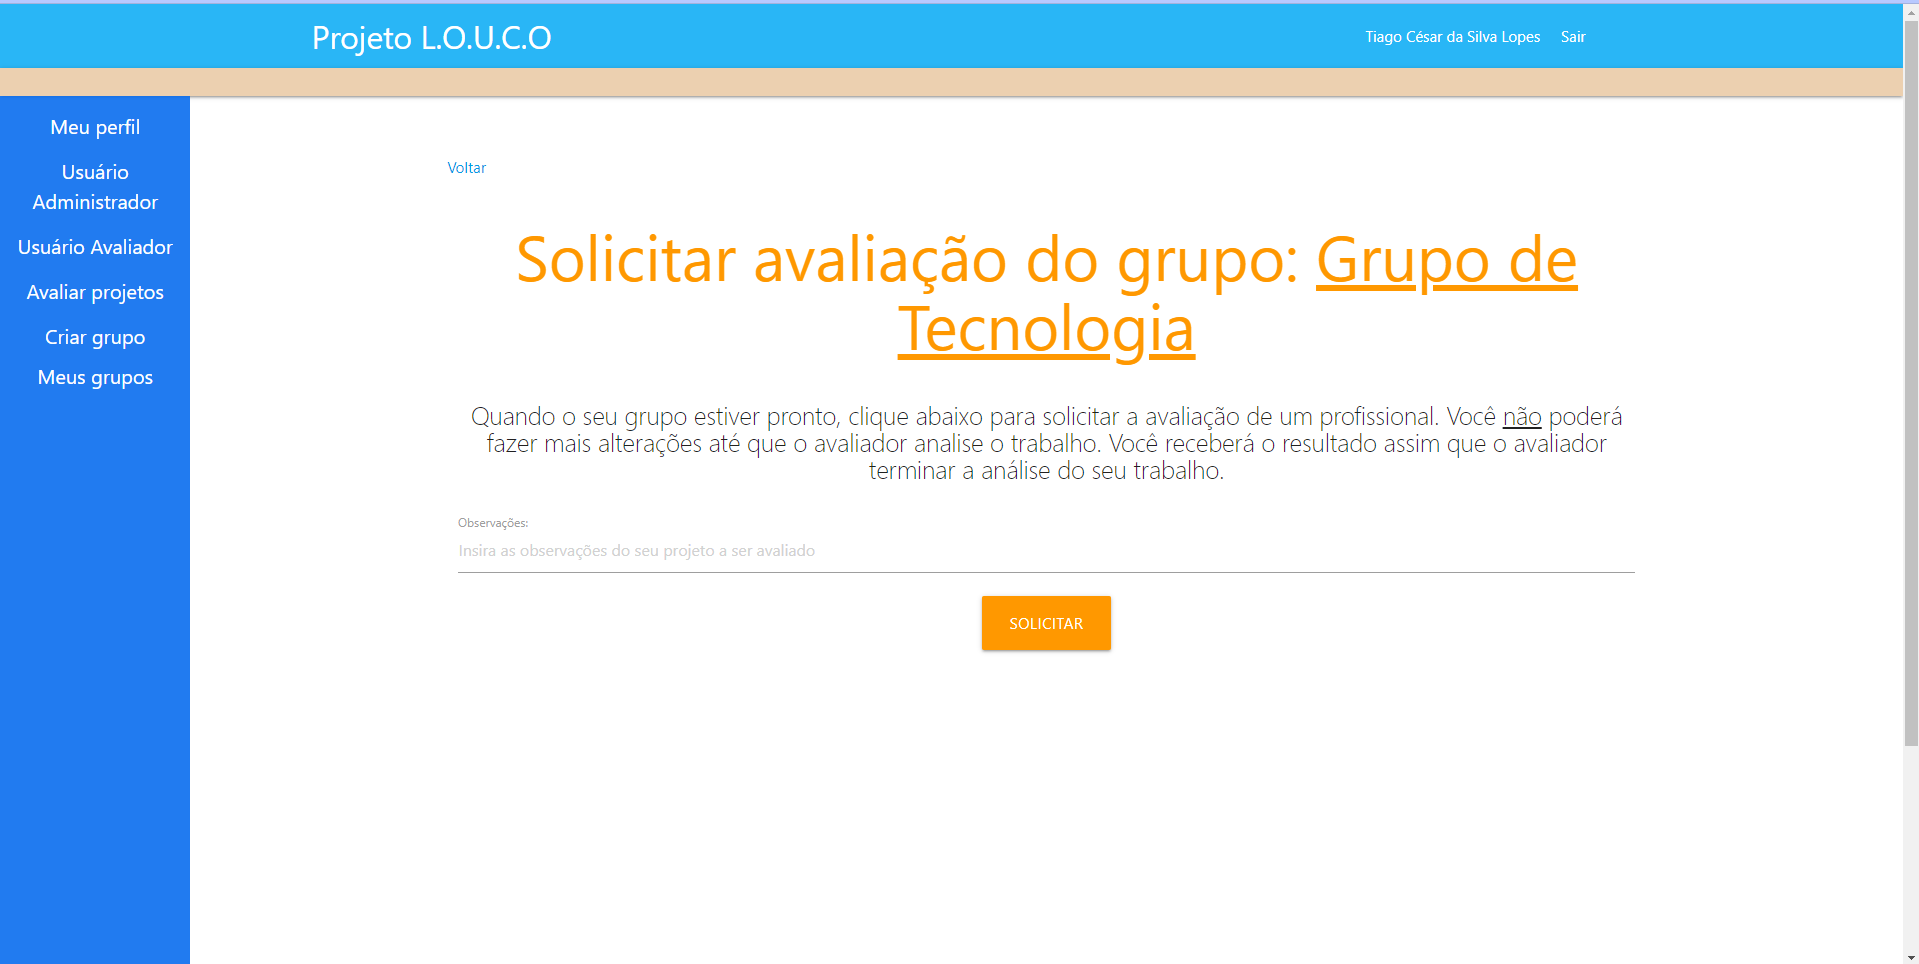 Projeto L.O.U.C.O
Tiago César da Silva Lopes Sair
Meu perfil
Usuário
Administrador
Usuário Avaliador
Avaliar projetos
Criar grupo
Meus grupos
Voltar
Solicitar avaliação do grupo: Grupo de
Tecnologia
Quando o seu grupo estiver pronto, clique abaixo para solicitar a avaliação de um profissional. Você não poderá
fazer mais alterações até que o avaliador analise o trabalho. Você receberá o resultado assim que o avaliador
terminar a análise do seu trabalho.
Observações:
Insira as observações do seu projeto a ser avaliado
SOLICITAR